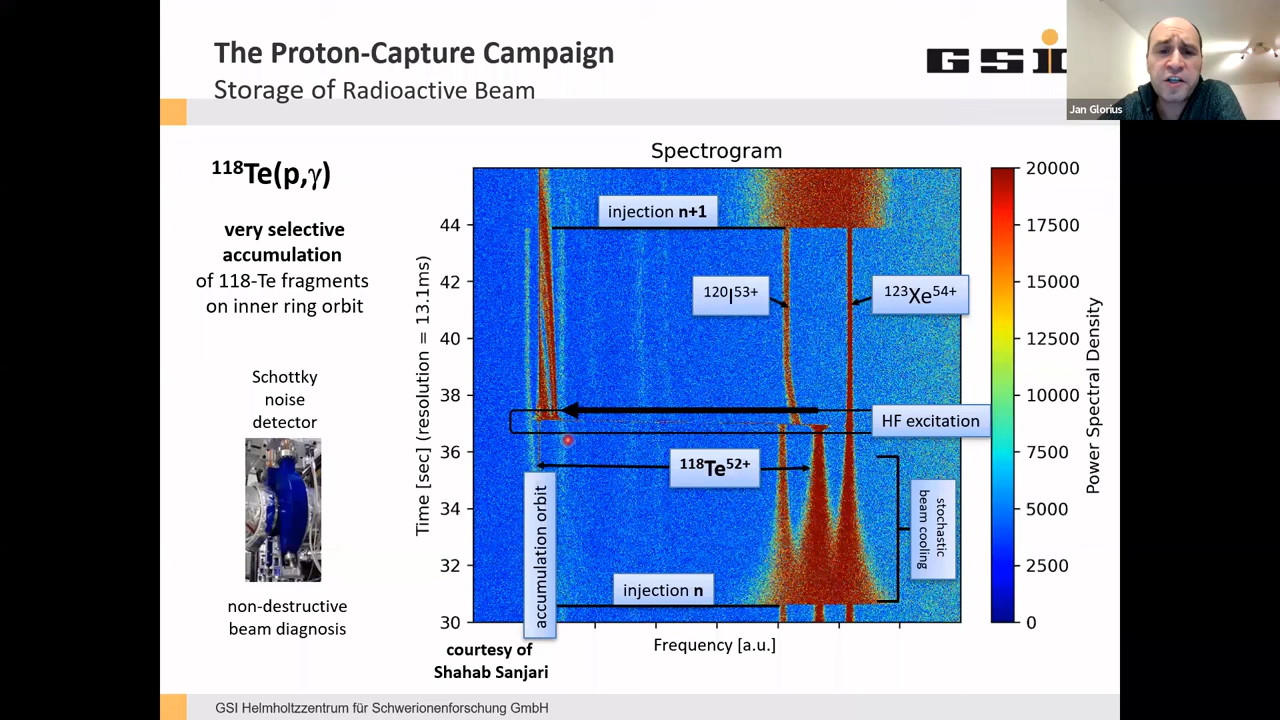 The Proton-Capture Campaign
Storage of Radioactive Beam
GSI
Jan Glorius
¹¹⁸Te(p,γ)
very selective
accumulation
of 118-Te fragments
on inner ring orbit
Schottky
noise
detector
non-destructive
beam diagnosis
Spectrogram
Time [sec] (resolution = 13.1ms)
44
42
40
38
36
34
32
30
injection n+1
¹²⁰I⁵³⁺
¹²³Xe⁵⁴⁺
HF excitation
¹¹⁸Te⁵²⁺
accumulation orbit
stochastic
beam cooling
injection n
Frequency [a.u.]
20000
17500
15000
12500
10000
7500
5000
2500
0
Power Spectral Density
courtesy of
Shahab Sanjari
GSI Helmholtzzentrum für Schwerionenforschung GmbH